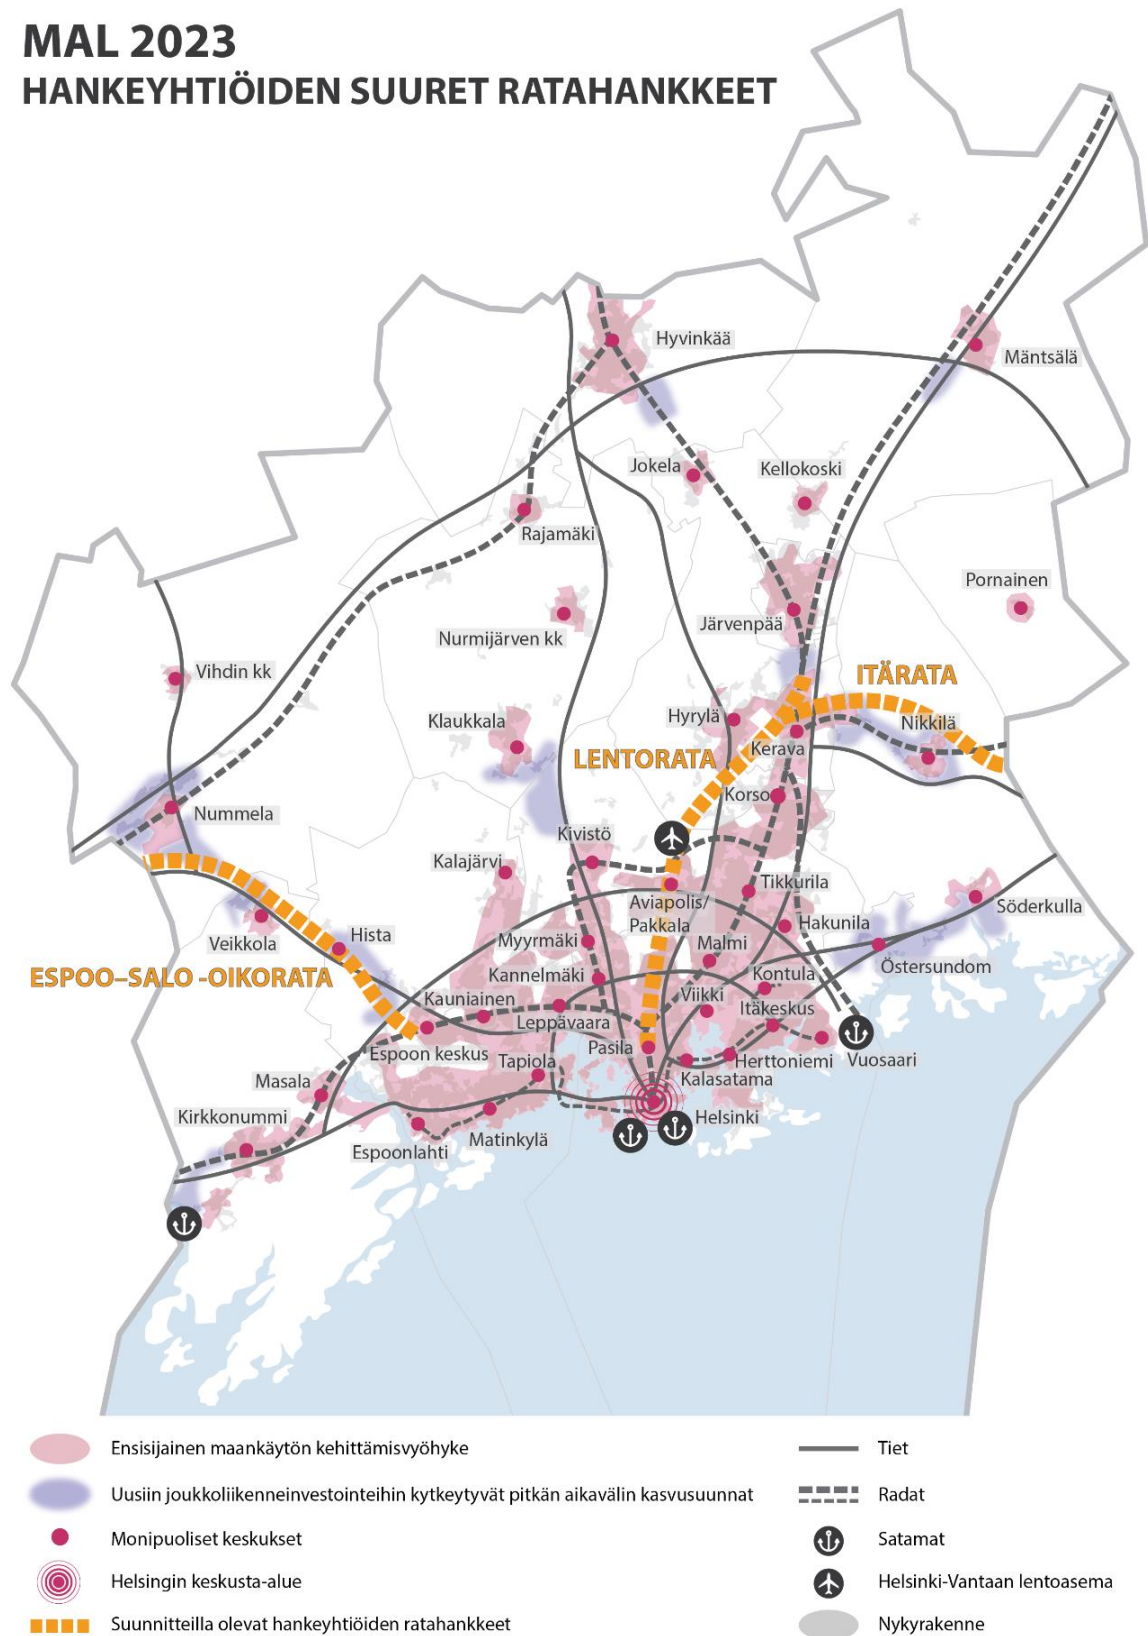 MAL 2023
HANKEYHTIÖIDEN SUURET RATAHANKKEET
Hyvinkää
Mäntsälä
Jokela
Kellokoski
Rajamäki
Pornainen
Nurmijärven kk
Järvenpää
Vihdin kk
ITÄRATA
Klaukkala
Hyrylä
Nikkilä
LENTORATA
Kerava
Korso
Nummela
Kivistö
Kalajärvi
Tikkurila
Aviapolis/
Pakkala
Söderkulla
Veikkola
Hista
Hakunila
Myyrmäki
Malmi
Östersundom
ESPOO–SALO -OIKORATA
Kannelmäki
Kontula
Kauniainen
Viikki
Itäkeskus
Leppävaara
Espoon keskus
Pasila
Tapiola
Herttoniemi
Vuosaari
Masala
Kalasatama
Kirkkonummi
Helsinki
Matinkylä
Espoonlahti
Ensisijainen maankäytön kehittämisvyöhyke
Uusiin joukkoliikenneinvestointeihin kytkeytyvät pitkän aikavälin kasvusuunnat
Monipuoliset keskukset
Helsingin keskusta-alue
Suunnitteilla olevat hankeyhtiöiden ratahankkeet
Tiet
Radat
Satamat
Helsinki-Vantaan lentoasema
Nykyrakenne